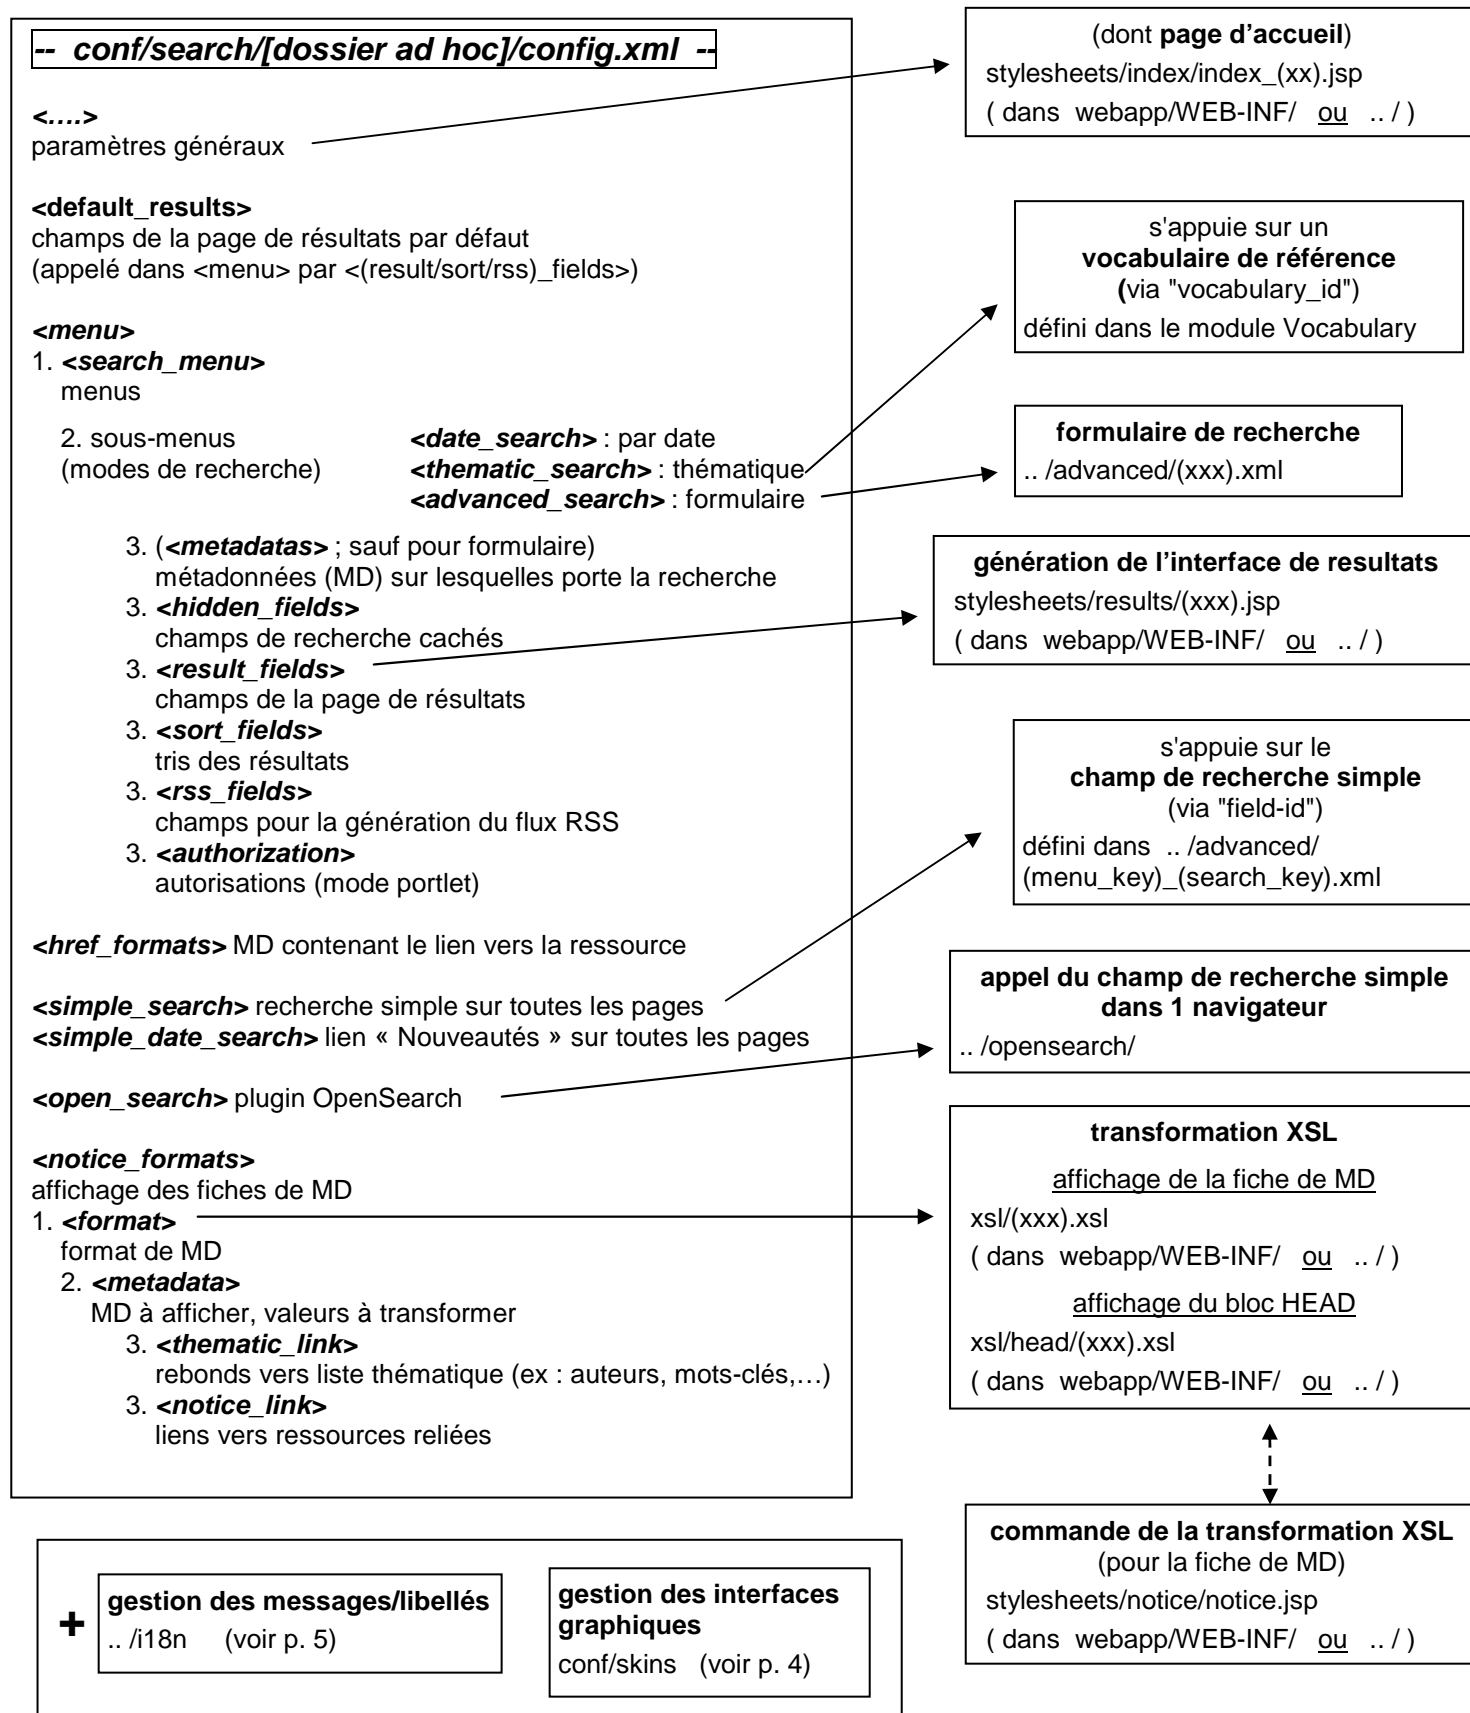 -- conf/search/[dossier ad hoc]/config.xml --
<....>
paramètres généraux
<default_results>
champs de la page de résultats par défaut
(appelé dans <menu> par <(result/sort/rss)_fields>)
<menu>
1. <search_menu>
menus
2. sous-menus <date_search> : par date
(modes de recherche) <thematic_search> : thématique
<advanced_search> : formulaire
3. (<metadatas> ; sauf pour formulaire)
métadonnées (MD) sur lesquelles porte la recherche
3. <hidden_fields>
champs de recherche cachés
3. <result_fields>
champs de la page de résultats
3. <sort_fields>
tris des résultats
3. <rss_fields>
champs pour la génération du flux RSS
3. <authorization>
autorisations (mode portlet)
<href_formats> MD contenant le lien vers la ressource
<simple_search> recherche simple sur toutes les pages
<simple_date_search> lien « Nouveautés » sur toutes les pages
<open_search> plugin OpenSearch
<notice_formats>
affichage des fiches de MD
1. <format>
format de MD
2. <metadata>
MD à afficher, valeurs à transformer
3. <thematic_link>
rebonds vers liste thématique (ex : auteurs, mots-clés,…)
3. <notice_link>
liens vers ressources reliées
(dont page d’accueil)
stylesheets/index/index_(xx).jsp
( dans webapp/WEB-INF/ ou .. / )
s'appuie sur un
vocabulaire de référence
(via "vocabulary_id")
défini dans le module Vocabulary
formulaire de recherche
.. /advanced/(xxx).xml
génération de l’interface de resultats
stylesheets/results/(xxx).jsp
( dans webapp/WEB-INF/ ou .. / )
s'appuie sur le
champ de recherche simple
(via "field-id")
défini dans .. /advanced/
(menu_key)_(search_key).xml
appel du champ de recherche simple
dans 1 navigateur
.. /opensearch/
transformation XSL
affichage de la fiche de MD
xsl/(xxx).xsl
( dans webapp/WEB-INF/ ou .. / )
affichage du bloc HEAD
xsl/head/(xxx).xsl
( dans webapp/WEB-INF/ ou .. / )
commande de la transformation XSL
(pour la fiche de MD)
stylesheets/notice/notice.jsp
( dans webapp/WEB-INF/ ou .. / )
+
gestion des messages/libellés
.. /i18n (voir p. 5)
gestion des interfaces
graphiques
conf/skins (voir p. 4)